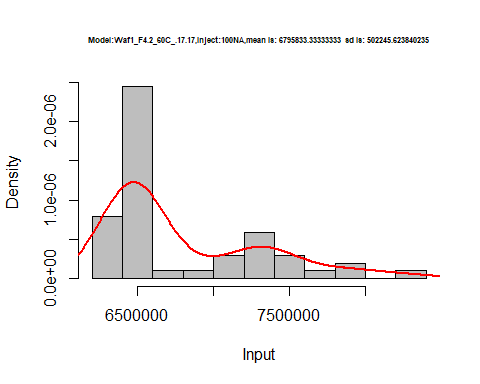 Model:Waf1_F4.2_60C_.17.17,Inject:100NA,mean is: 6795833.33333333 sd is: 502245.623840235
Density
2.0e-06
1.0e-06
0.0e+00
6500000 7500000
Input